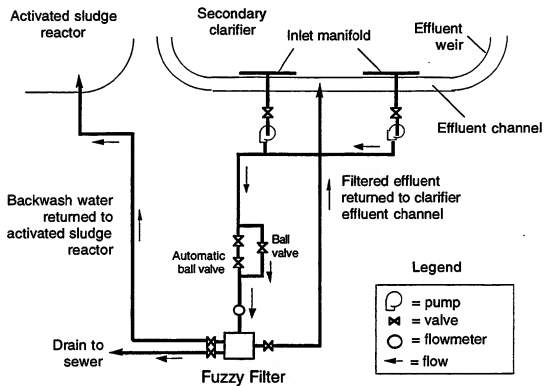 Activated sludge
reactor
Secondary
clarifier
Inlet manifold
Effluent
weir
Effluent channel
Backwash water
returned to
activated sludge
reactor
Filtered effluent
returned to clarifier
effluent channel
Automatic
ball valve
Ball
valve
Drain to
sewer
Fuzzy Filter
Legend
= pump
= valve
= flowmeter
= flow